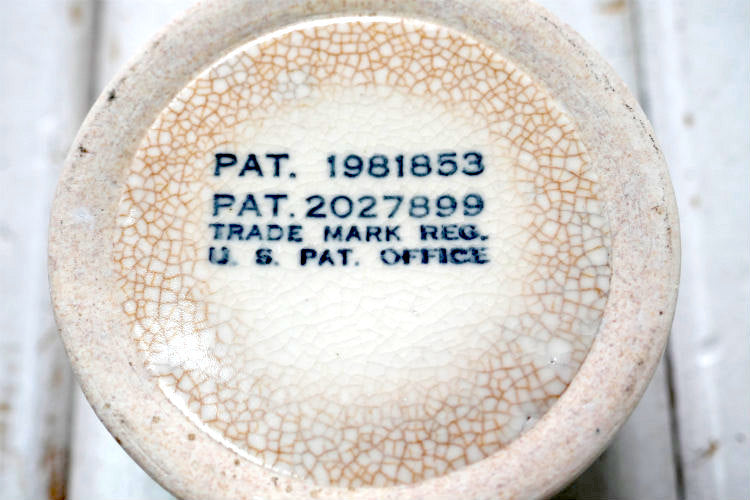 PAT. 1981853
PAT. 2027899
TRADE MARK REG.
U. S. PAT. OFFICE